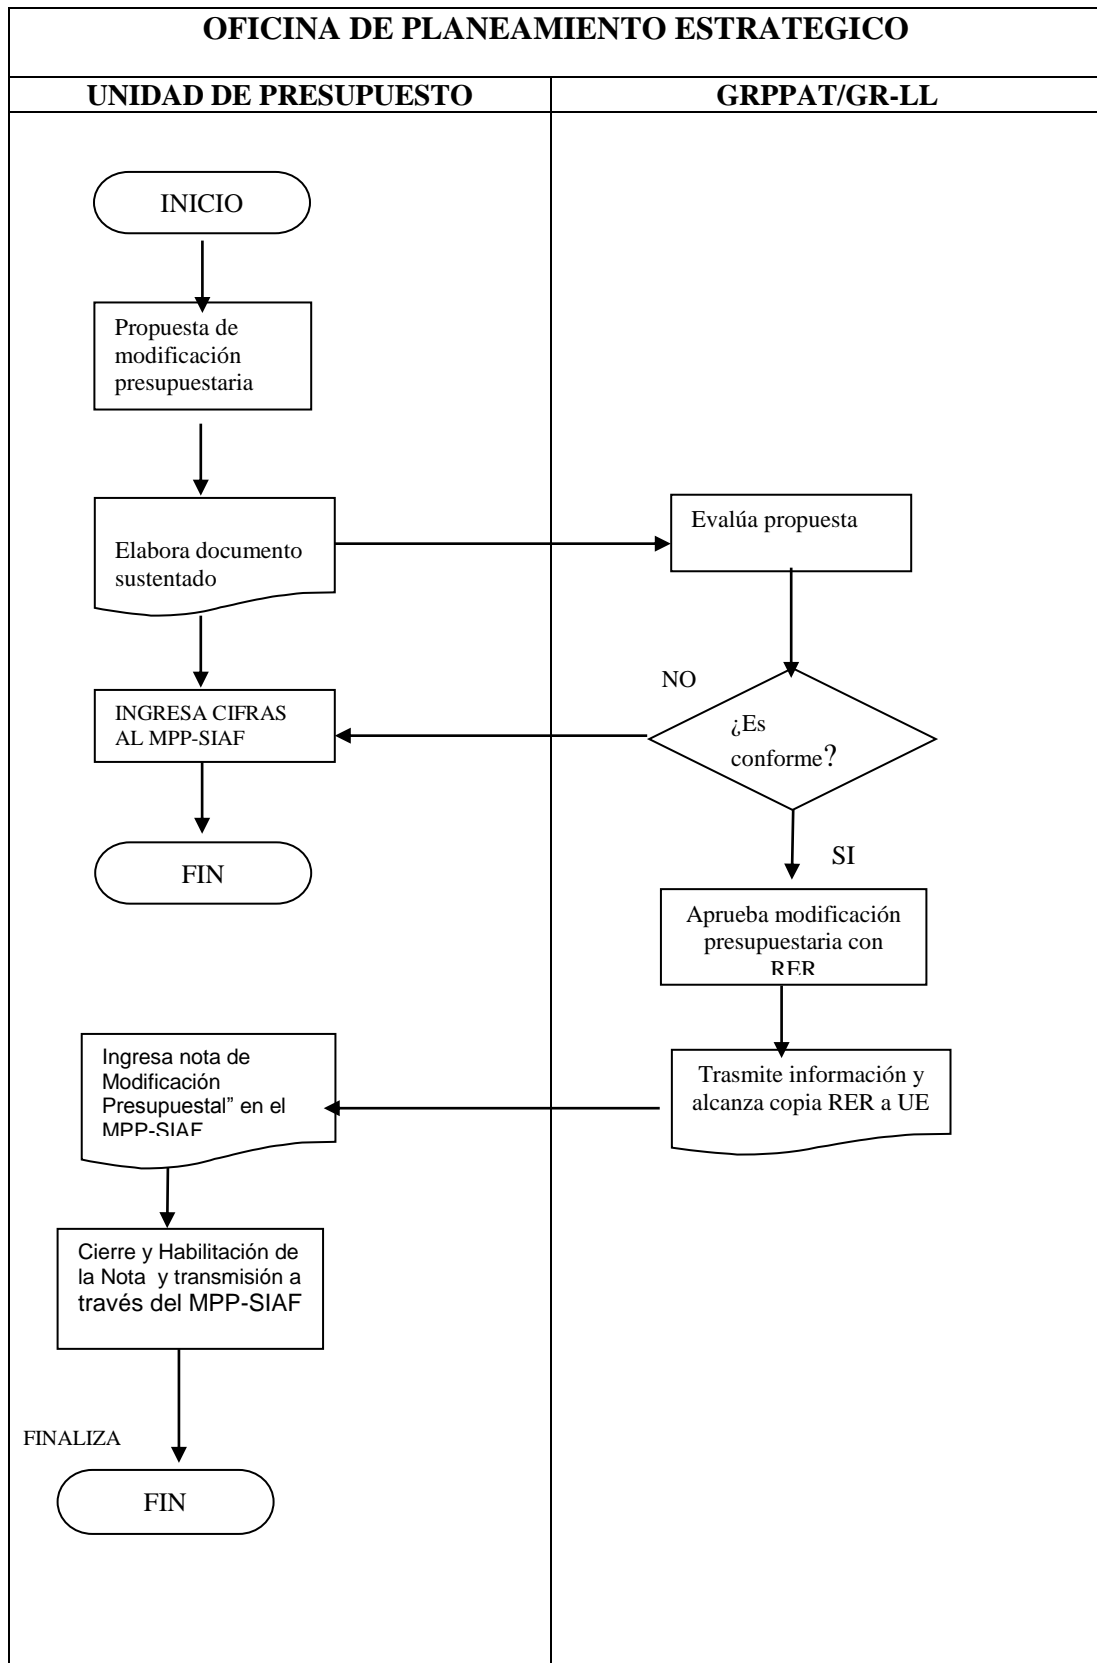 OFICINA DE PLANEAMIENTO ESTRATEGICO
UNIDAD DE PRESUPUESTO
GRPPAT/GR-LL
INICIO
Propuesta de
modificación
presupuestaria
Elabora documento
sustentado
Evalúa propuesta
NO
¿Es
conforme?
INGRESA CIFRAS
AL MPP-SIAF
FIN
SI
Aprueba modificación
presupuestaria con
RER
Trasmite información y
alcanza copia RER a UE
Ingresa nota de
Modificación
Presupuestal” en el
MPP-SIAF
Cierre y Habilitación de
la Nota y transmisión a
través del MPP-SIAF
FINALIZA
FIN